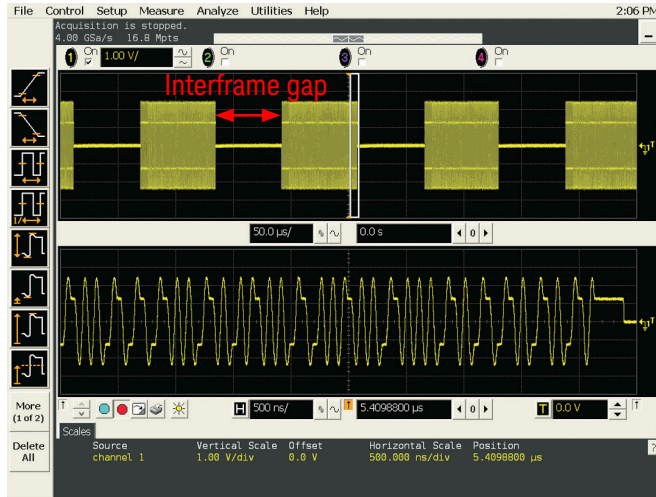 File Control Setup Measure Analyze Utilities Help 2:06 PM
Acquisition is stopped.
4.00 GSa/s 16.8 Mpts
1 On 1.00 V/ 2 On 3 On 4 On
Interframe gap
T
50.0 µs/ 0.0 s 0
T
More
(1 of 2)
T H 500 ns/ T 5.4098800 µs 0 T 0.0 V T
Delete
All
Scales
?
Source Vertical Scale Offset Horizontal Scale Position
channel 1 1.00 V/div 0.0 V 500.000 ns/div 5.4098800 µs